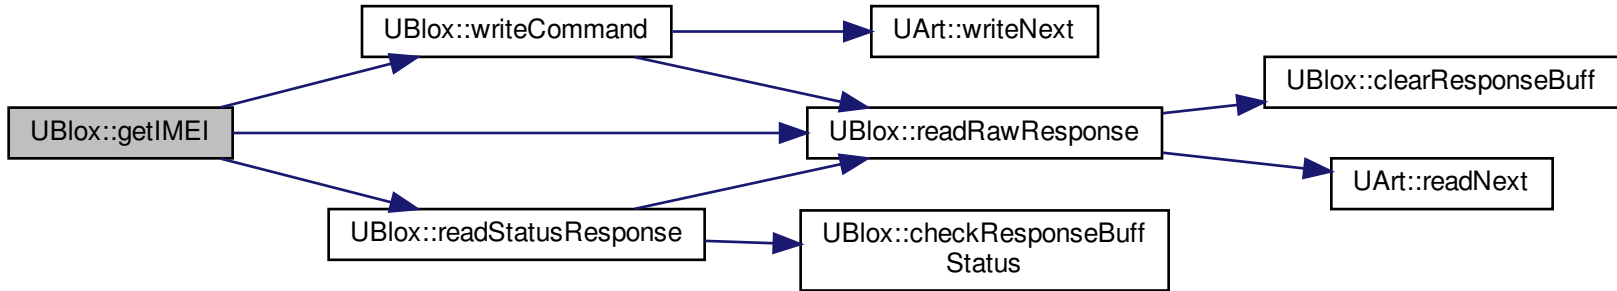 UBlox::getIMEI
UBlox::writeCommand
UBlox::readStatusResponse
UArt::writeNext
UBlox::readRawResponse
UBlox::checkResponseBuff
Status
UBlox::clearResponseBuff
UArt::readNext